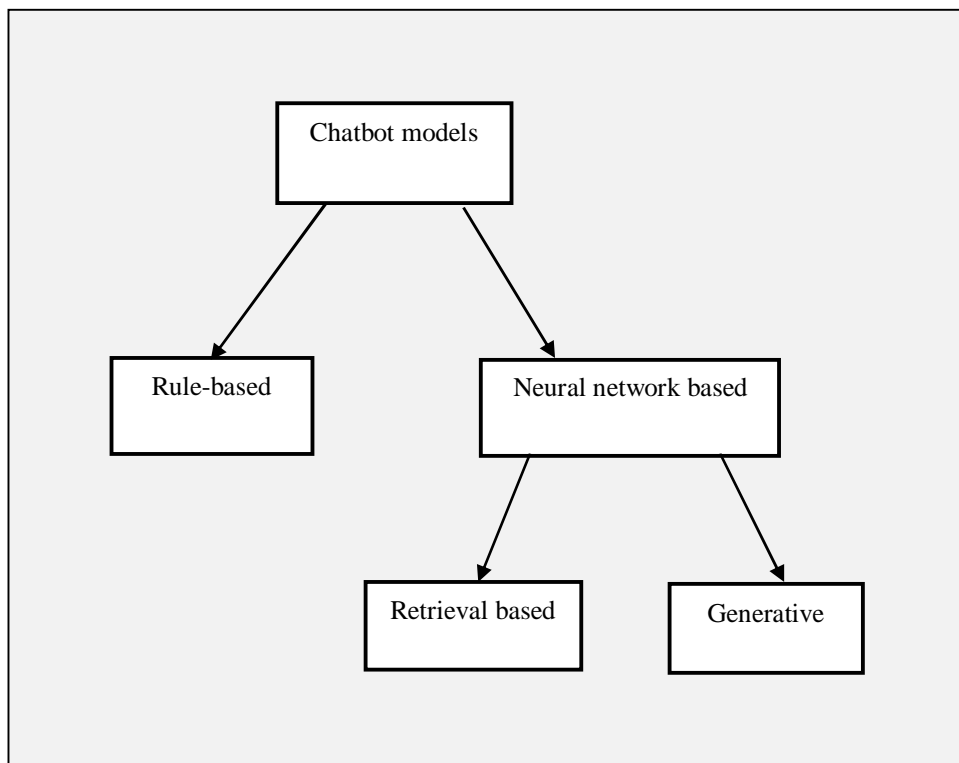 Chatbot models
Rule-based
Neural network based
Retrieval based
Generative